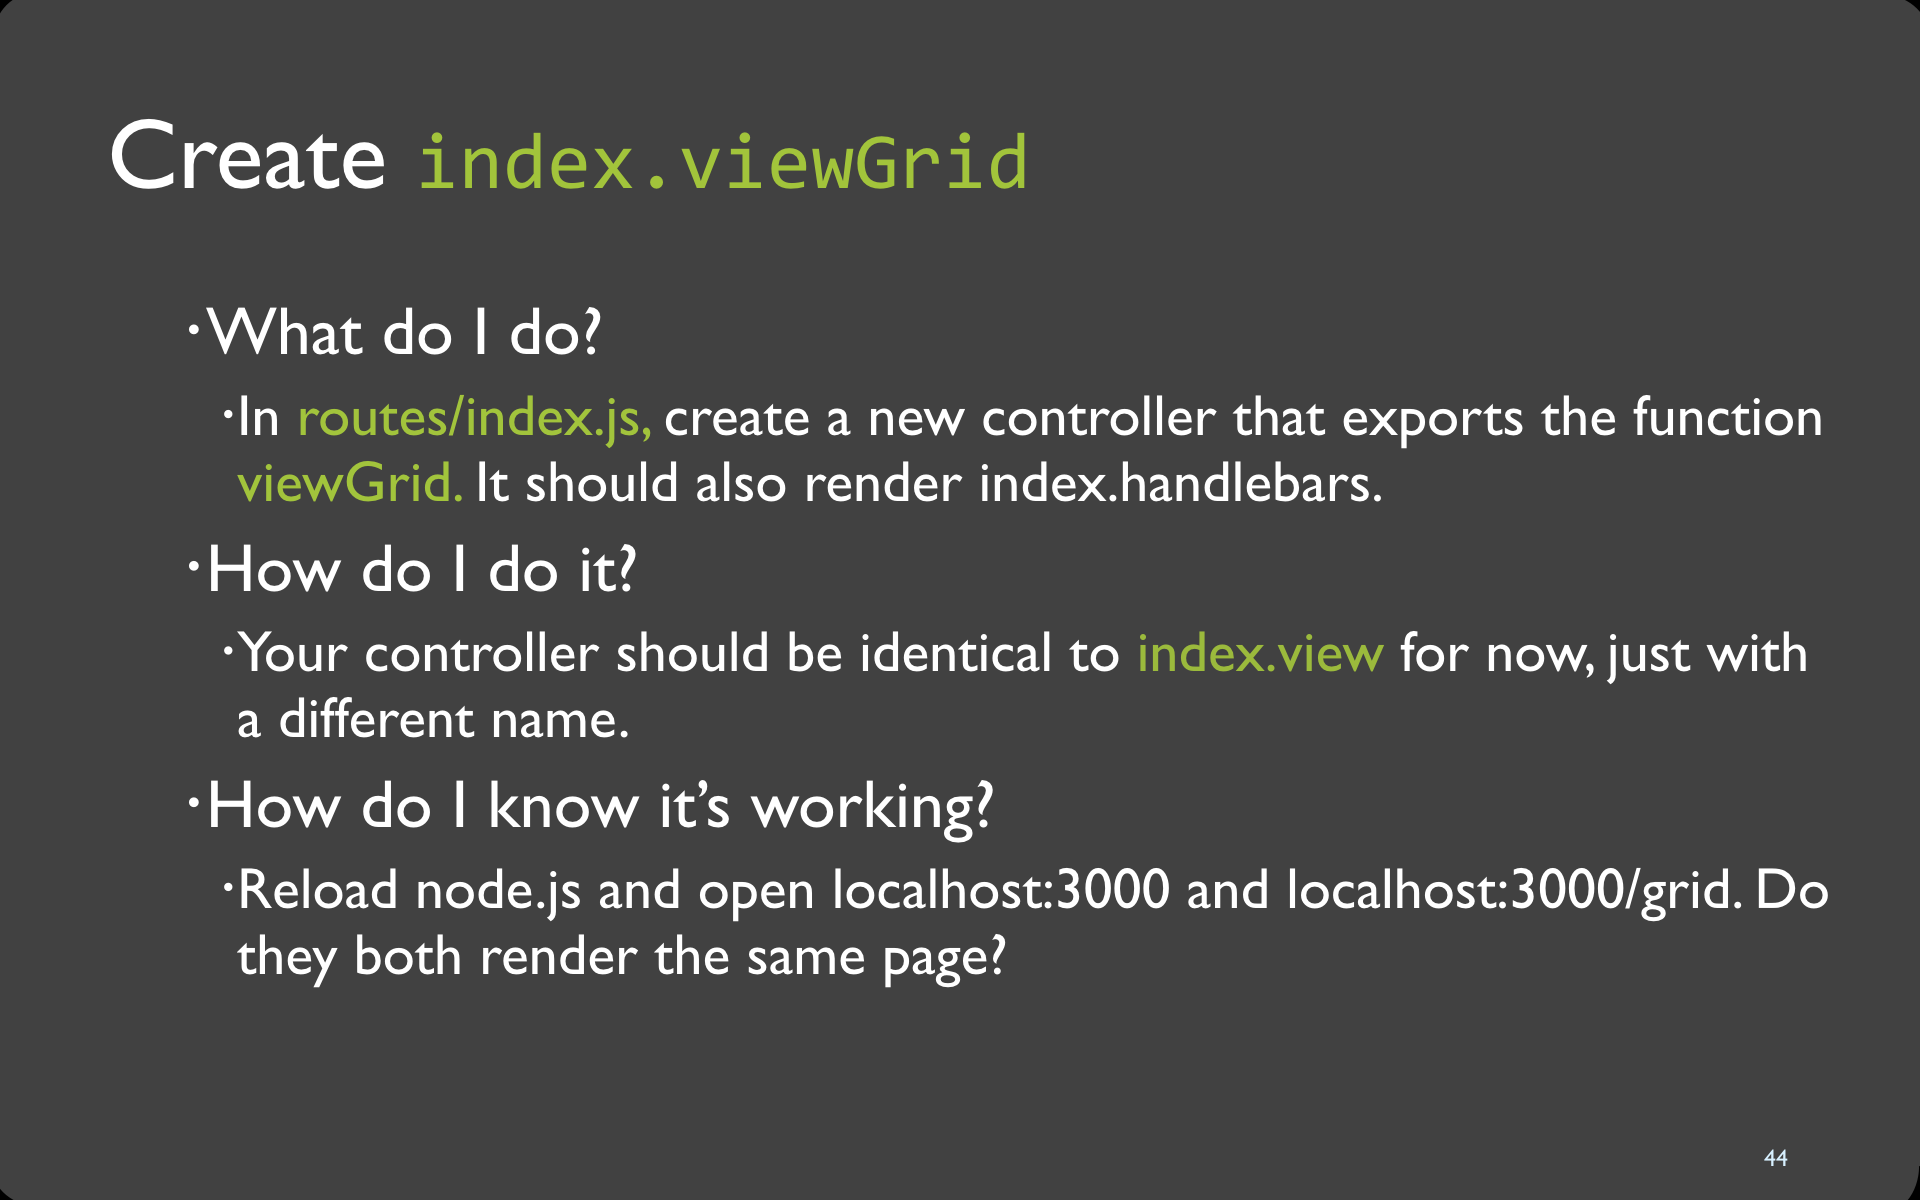 Create index.viewGrid
•What do I do?
•In routes/index.js, create a new controller that exports the function
viewGrid. It should also render index.handlebars.
•How do I do it?
•Your controller should be identical to index.view for now, just with
a different name.
•How do I know it’s working?
•Reload node.js and open localhost:3000 and localhost:3000/grid. Do
they both render the same page?
44